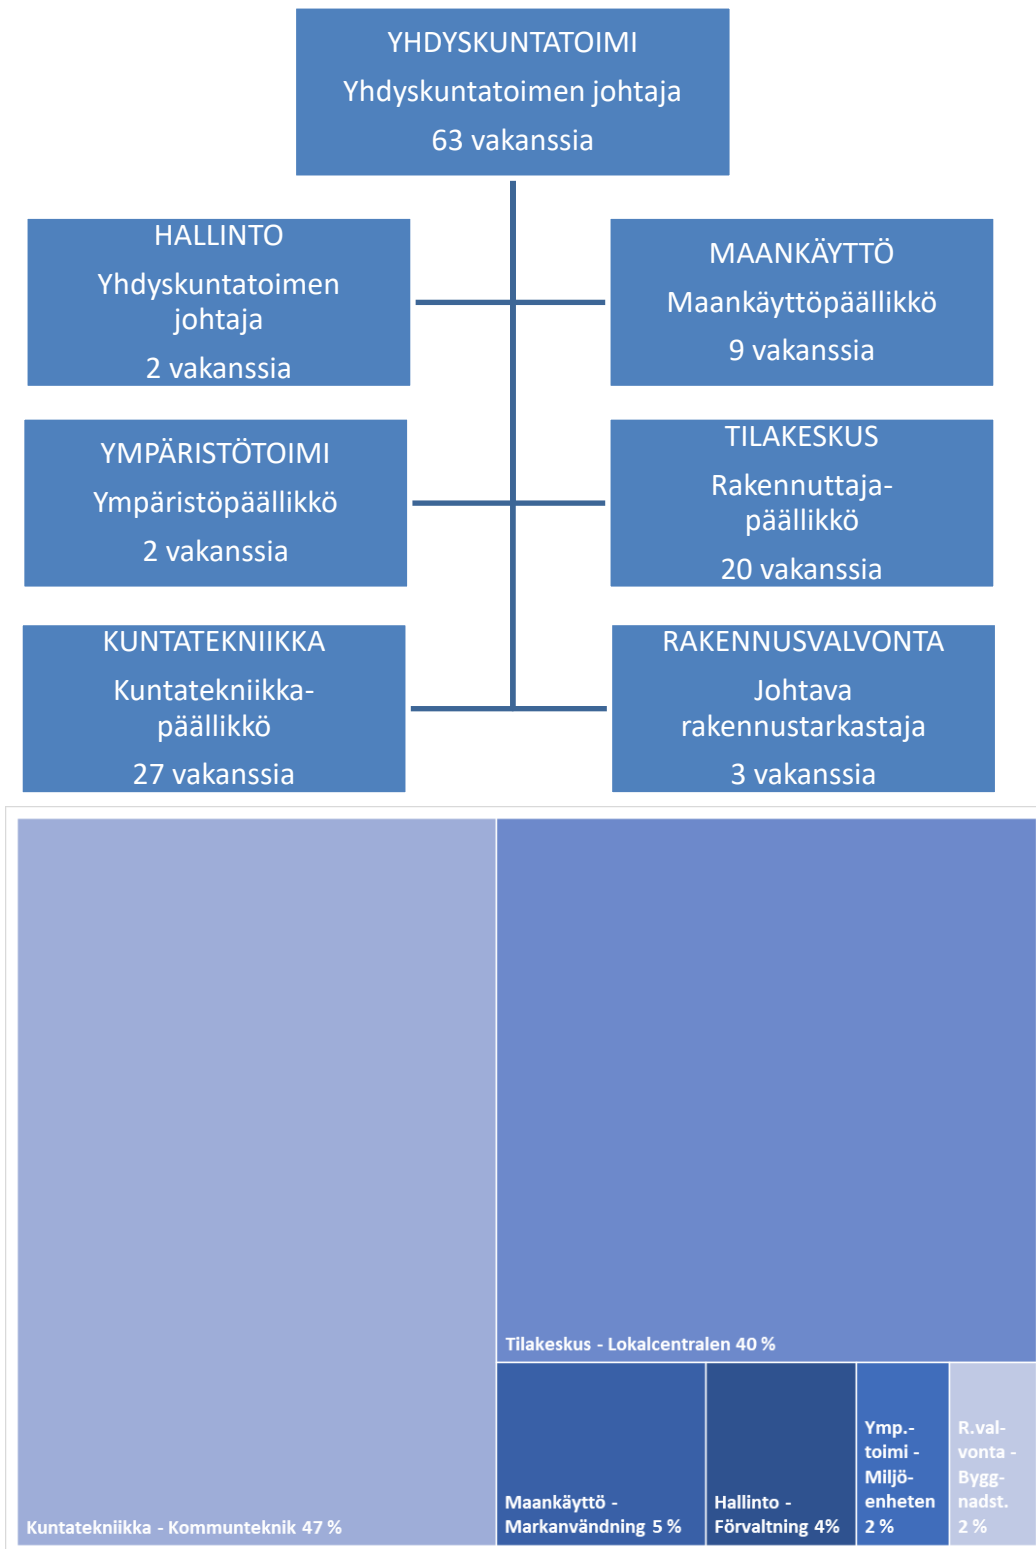 YHDYSKUNTATOIMI
Yhdyskuntatoimen johtaja
63 vakanssia
HALLINTO
Yhdyskuntatoimen
johtaja
2 vakanssia
MAANKÄYTTÖ
Maankäyttöpäällikkö
9 vakanssia
YMPÄRISTÖTOIMI
Ympäristöpäällikkö
2 vakanssia
TILAKESKUS
Rakennuttaja-
päällikkö
20 vakanssia
KUNTATEKNIIKKA
Kuntatekniikka-
päällikkö
27 vakanssia
RAKENNUSVALVONTA
Johtava
rakennustarkastaja
3 vakanssia
Kuntatekniikka - Kommunteknik 47 %
Tilakeskus - Lokalcentralen 40 %
Maankäyttö -
Markanvändning 5 %
Hallinto -
Förvaltning 4%
Ymp.-
toimi -
Miljö-
enheten
2 %
R.val-
vonta -
Bygg-
nadst.
2 %